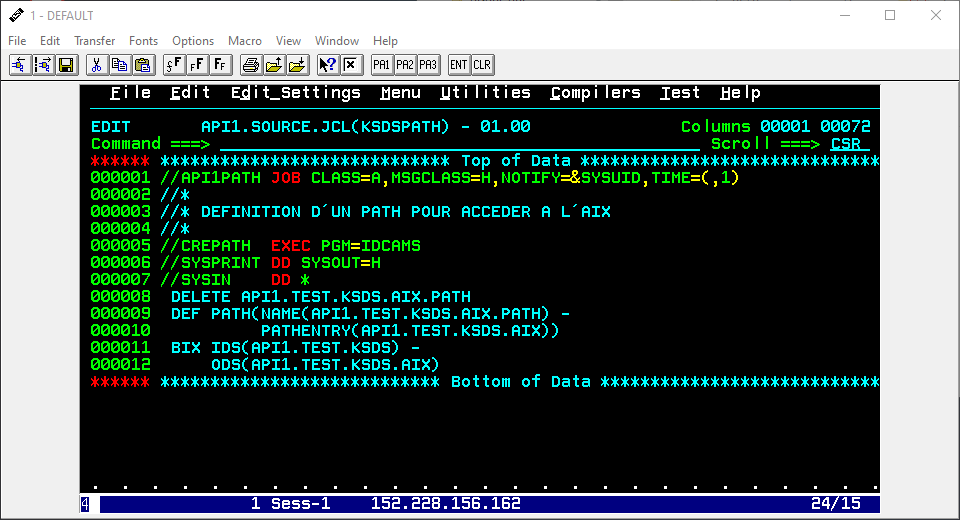 1 - DEFAULT
File Edit Transfer Fonts Options Macro View Window Help
PA1 PA2 PA3 ENT CLR
File Edit Edit_Settings Menu Utilities Compilers Test Help
EDIT API1.SOURCE.JCL(KSDSPATH) - 01.00 Columns 00001 00072
Command ===> Scroll ===> CSR
****** **************************** Top of Data ******************************
000001 //API1PATH JOB CLASS=A,MSGCLASS=H,NOTIFY=&SYSUID,TIME=(,1)
000002 //*
000003 //* DEFINITION D´UN PATH POUR ACCEDER A L´AIX
000004 //*
000005 //CREPATH  EXEC PGM=IDCAMS
000006 //SYSPRINT DD SYSOUT=H
000007 //SYSIN    DD *
000008  DELETE API1.TEST.KSDS.AIX.PATH
000009  DEF PATH(NAME(API1.TEST.KSDS.AIX.PATH) -
000010           PATHENTRY(API1.TEST.KSDS.AIX))
000011  BIX IDS(API1.TEST.KSDS) -
000012      ODS(API1.TEST.KSDS.AIX)
****** *************************** Bottom of Data ****************************
. . . . . . . . . . . . . . . . . . . . . . . . . . .
4 1 Sess-1 152.228.156.162 24/15